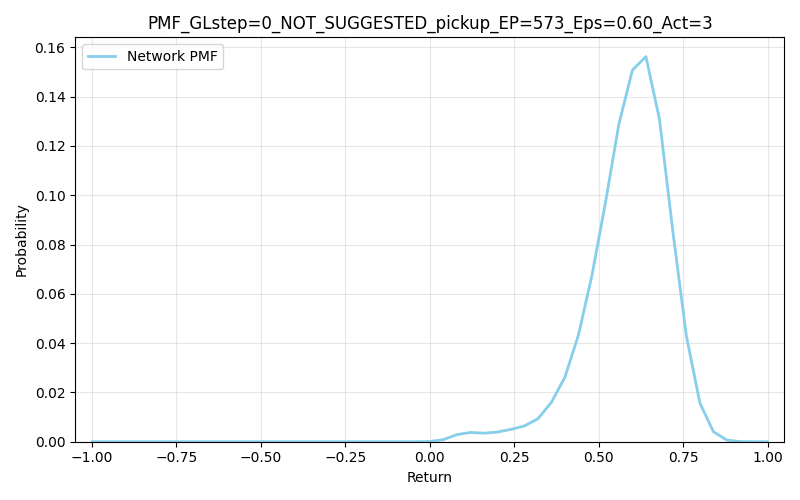 PMF_GLstep=0_NOT_SUGGESTED_pickup_EP=573_Eps=0.60_Act=3
Network PMF
0.16
0.14
0.12
0.10
0.08
0.06
0.04
0.02
0.00
Probability
−1.00 −0.75 −0.50 −0.25 0.00 0.25 0.50 0.75 1.00
Return